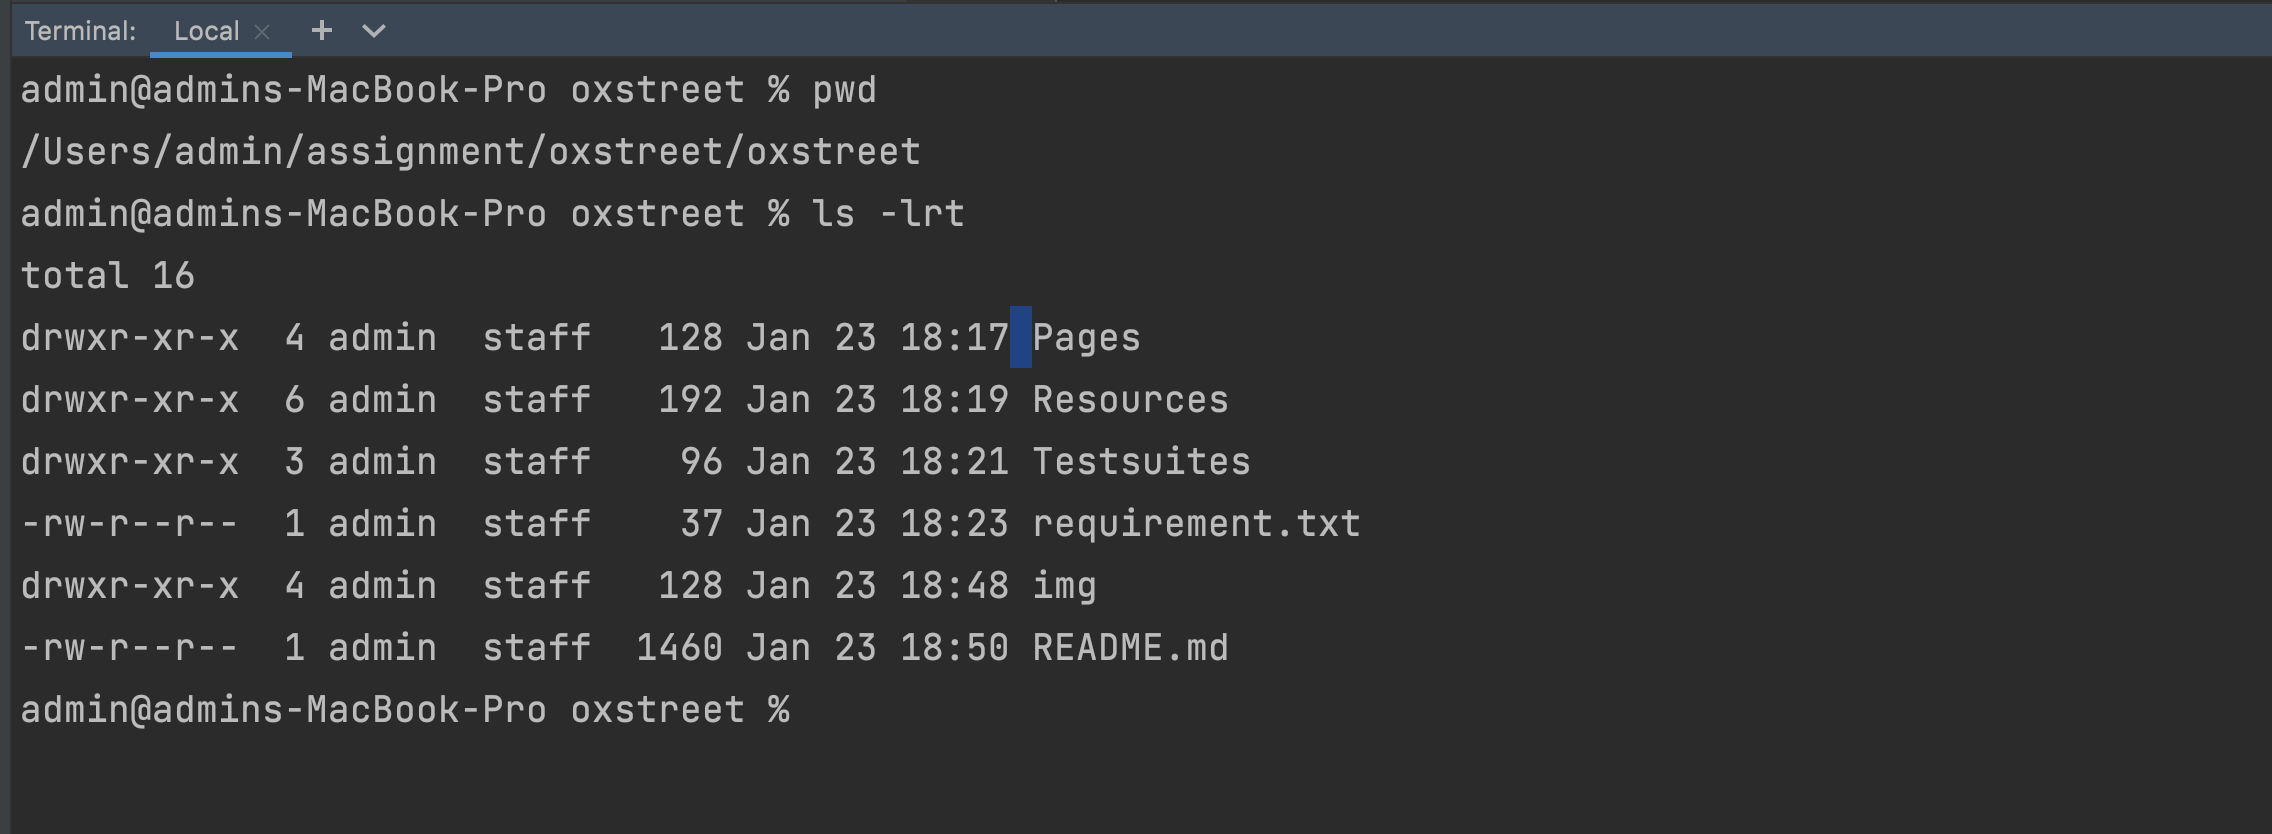 Terminal: Local × +
admin@admins-MacBook-Pro oxstreet % pwd
/Users/admin/assignment/oxstreet/oxstreet
admin@admins-MacBook-Pro oxstreet % ls -lrt
total 16
drwxr-xr-x  4 admin  staff   128 Jan 23 18:17 Pages
drwxr-xr-x  6 admin  staff   192 Jan 23 18:19 Resources
drwxr-xr-x  3 admin  staff    96 Jan 23 18:21 Testsuites
-rw-r--r--  1 admin  staff    37 Jan 23 18:23 requirement.txt
drwxr-xr-x  4 admin  staff   128 Jan 23 18:48 img
-rw-r--r--  1 admin  staff  1460 Jan 23 18:50 README.md
admin@admins-MacBook-Pro oxstreet %